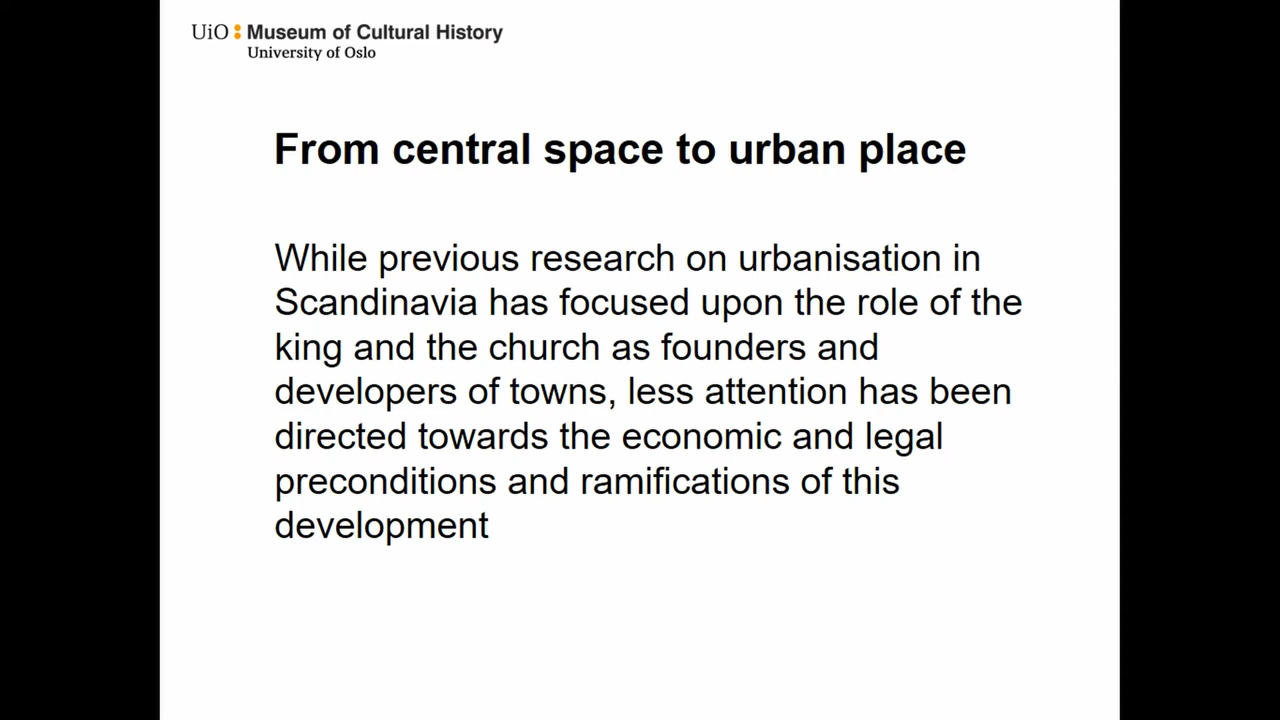 UiO: Museum of Cultural History
University of Oslo
From central space to urban place
While previous research on urbanisation in
Scandinavia has focused upon the role of the
king and the church as founders and
developers of towns, less attention has been
directed towards the economic and legal
preconditions and ramifications of this
development